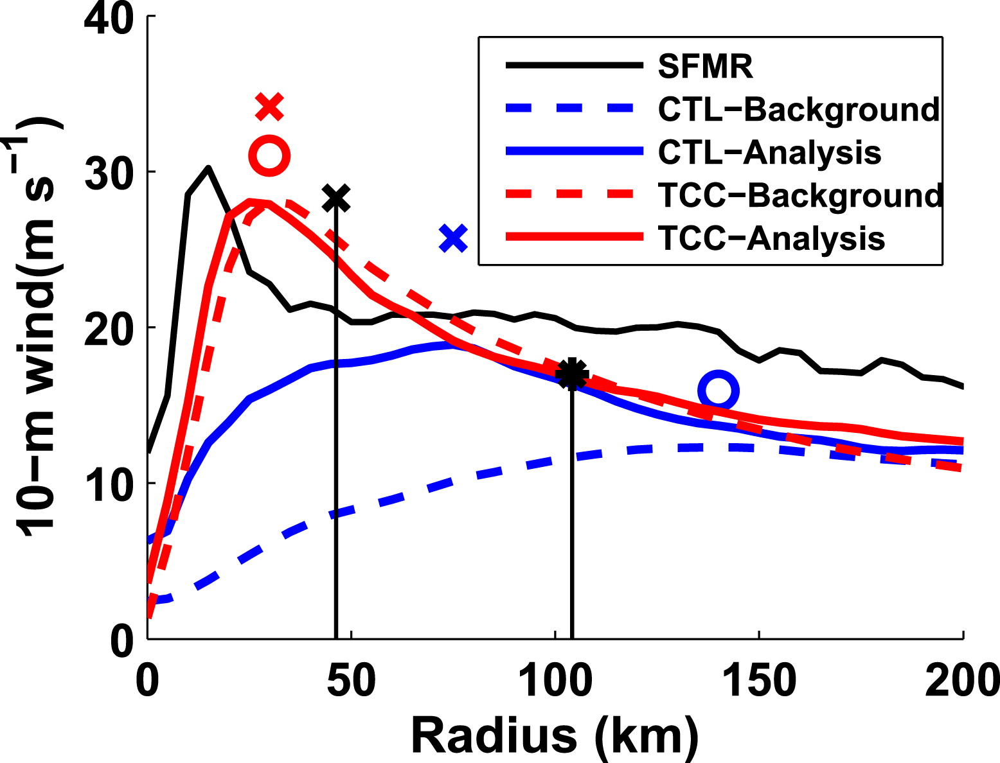 40
30
20
10
0
10−m wind(m s−1)
SFMR
CTL−Background
CTL−Analysis
TCC−Background
TCC−Analysis
0 50 100 150 200
Radius (km)